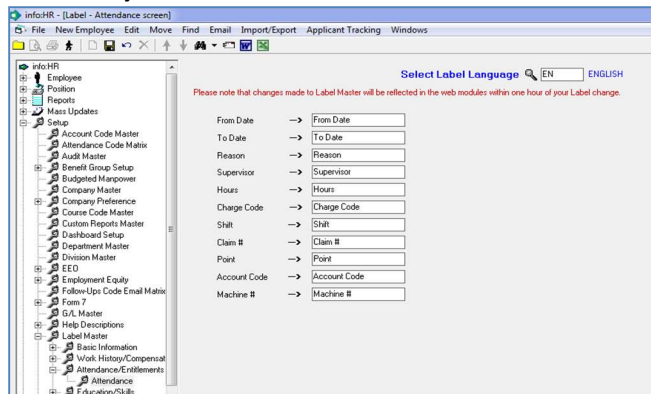 info:HR - [Label - Attendance screen]
File New Employee Edit Move Find Email Import/Export Applicant Tracking Windows
info:HR
Employee
Position
Reports
Mass Updates
Setup
Account Code Master
Attendance Code Matrix
Audit Master
Benefit Group Setup
Budgeted Manpower
Company Master
Company Preference
Course Code Master
Custom Reports Master
Dashboard Setup
Department Master
Division Master
EEO
Employment Equity
Follow-Ups Code Email Matrix
Form 7
G/L Master
Help Descriptions
Label Master
Basic Information
Work History/Compensat
Attendance/Entitlements
Attendance
Education/Skills
Select Label Language EN ENGLISH
Please note that changes made to Label Master will be reflected in the web modules within one hour of your Label change.
From Date --> From Date
To Date --> To Date
Reason --> Reason
Supervisor --> Supervisor
Hours --> Hours
Charge Code --> Charge Code
Shift --> Shift
Claim # --> Claim #
Point --> Point
Account Code --> Account Code
Machine # --> Machine #